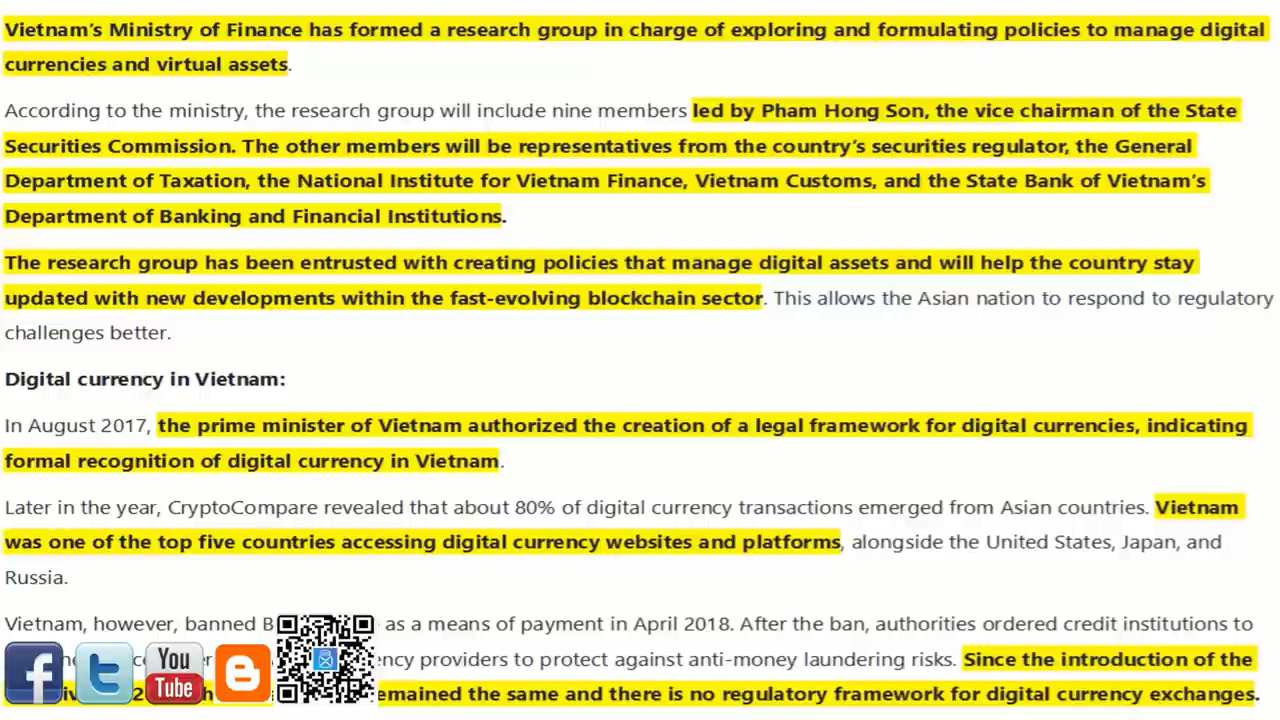 Vietnam's Ministry of Finance has formed a research group in charge of exploring and formulating policies to manage digital
currencies and virtual assets.
According to the ministry, the research group will include nine members led by Pham Hong Son, the vice chairman of the State
Securities Commission. The other members will be representatives from the country's securities regulator, the General
Department of Taxation, the National Institute for Vietnam Finance, Vietnam Customs, and the State Bank of Vietnam's
Department of Banking and Financial Institutions.
The research group has been entrusted with creating policies that manage digital assets and will help the country stay
updated with new developments within the fast-evolving blockchain sector. This allows the Asian nation to respond to regulatory
challenges better.
Digital currency in Vietnam:
In August 2017, the prime minister of Vietnam authorized the creation of a legal framework for digital currencies, indicating
formal recognition of digital currency in Vietnam.
Later in the year, CryptoCompare revealed that about 80% of digital currency transactions emerged from Asian countries. Vietnam
was one of the top five countries accessing digital currency websites and platforms, alongside the United States, Japan, and
Russia.
Vietnam, however, banned as a means of payment in April 2018. After the ban, authorities ordered credit institutions to
providers to protect against anti-money laundering risks. Since the introduction of the
the same and there is no regulatory framework for digital currency exchanges.
You
Tube